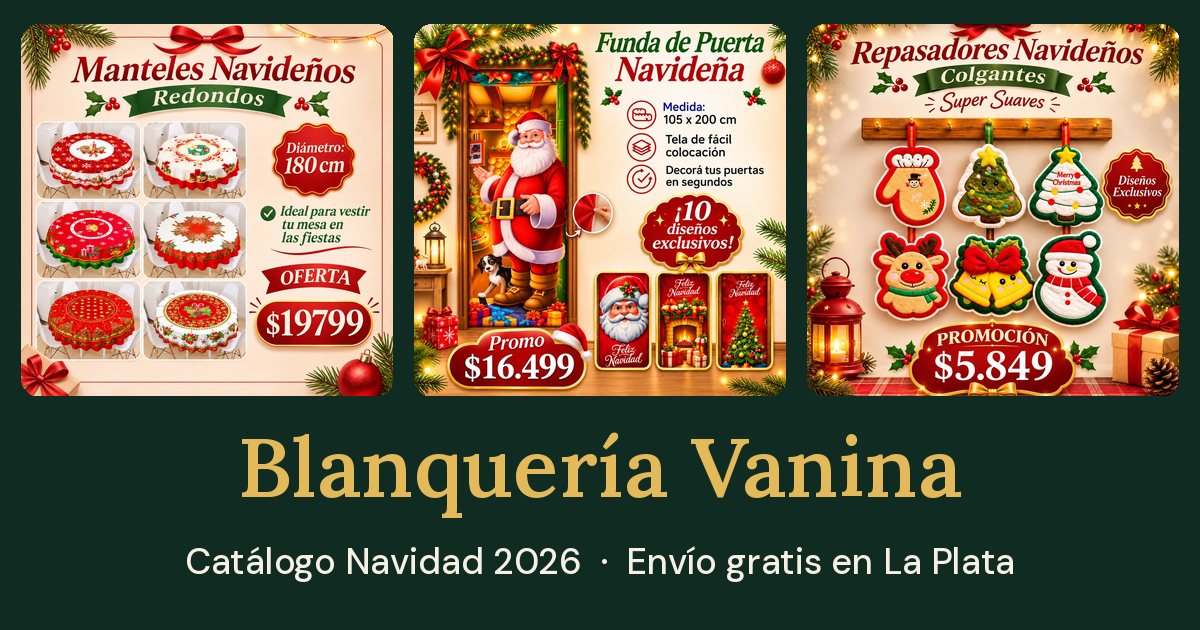 Manteles Navideños
Redondos
Diámetro:
180 cm
Ideal para vestir
tu mesa en
las fiestas
OFERTA
$19799
Funda de Puerta
Navideña
Medida:
105 x 200 cm
Tela de fácil
colocación
Decorá tus puertas
en segundos
¡10
diseños
exclusivos!
Feliz
Navidad
Feliz
Navidad
Feliz
Navidad
Promo
$16.499
Repasadores Navideños
Colgantes
Super Suaves
Merry
Christmas
Diseños
Exclusivos
PROMOCIÓN
$5.849
Blanquería Vanina
Catálogo Navidad 2026 · Envío gratis en La Plata